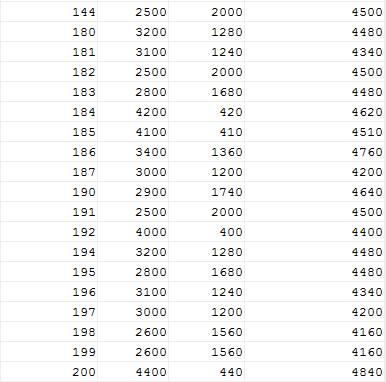 144 2500 2000 4500
180 3200 1280 4480
181 3100 1240 4340
182 2500 2000 4500
183 2800 1680 4480
184 4200 420 4620
185 4100 410 4510
186 3400 1360 4760
187 3000 1200 4200
190 2900 1740 4640
191 2500 2000 4500
192 4000 400 4400
194 3200 1280 4480
195 2800 1680 4480
196 3100 1240 4340
197 3000 1200 4200
198 2600 1560 4160
199 2600 1560 4160
200 4400 440 4840